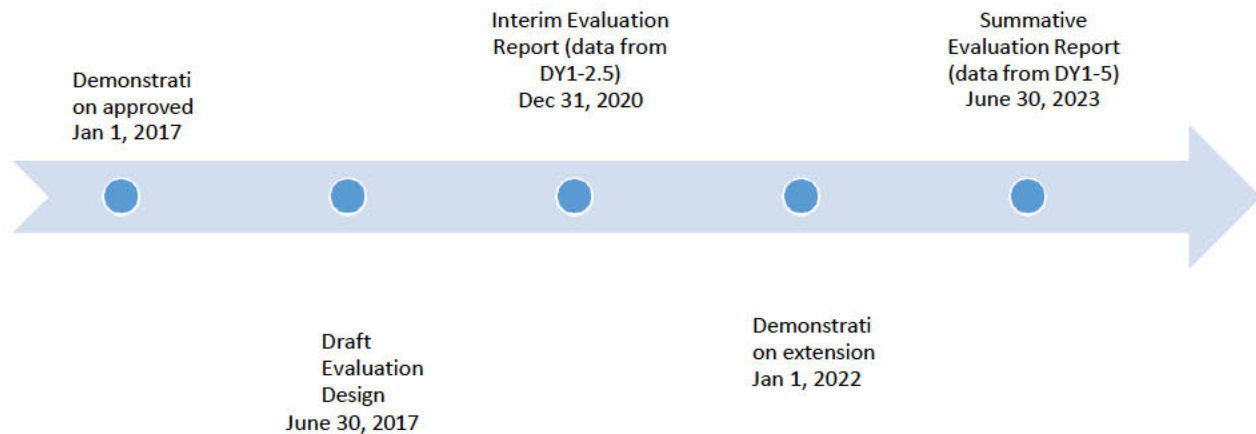 Demonstrati
on approved
Jan 1, 2017
Draft
Evaluation
Design
June 30, 2017
Interim Evaluation
Report (data from
DY1-2.5)
Dec 31, 2020
Demonstrati
on extension
Jan 1, 2022
Summative
Evaluation Report
(data from DY1-5)
June 30, 2023